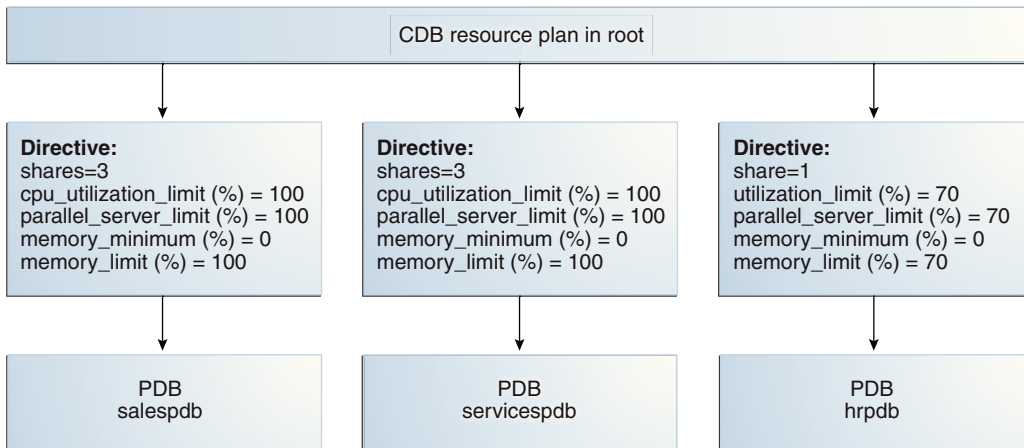 CDB resource plan in root
Directive:
shares=3
cpu_utilization_limit (%) = 100
parallel_server_limit (%) = 100
memory_minimum (%) = 0
memory_limit (%) = 100
Directive:
shares=3
cpu_utilization_limit (%) = 100
parallel_server_limit (%) = 100
memory_minimum (%) = 0
memory_limit (%) = 100
Directive:
share=1
utilization_limit (%) = 70
parallel_server_limit (%) = 70
memory_minimum (%) = 0
memory_limit (%) = 70
PDB
salespdb
PDB
servicespdb
PDB
hrpdb